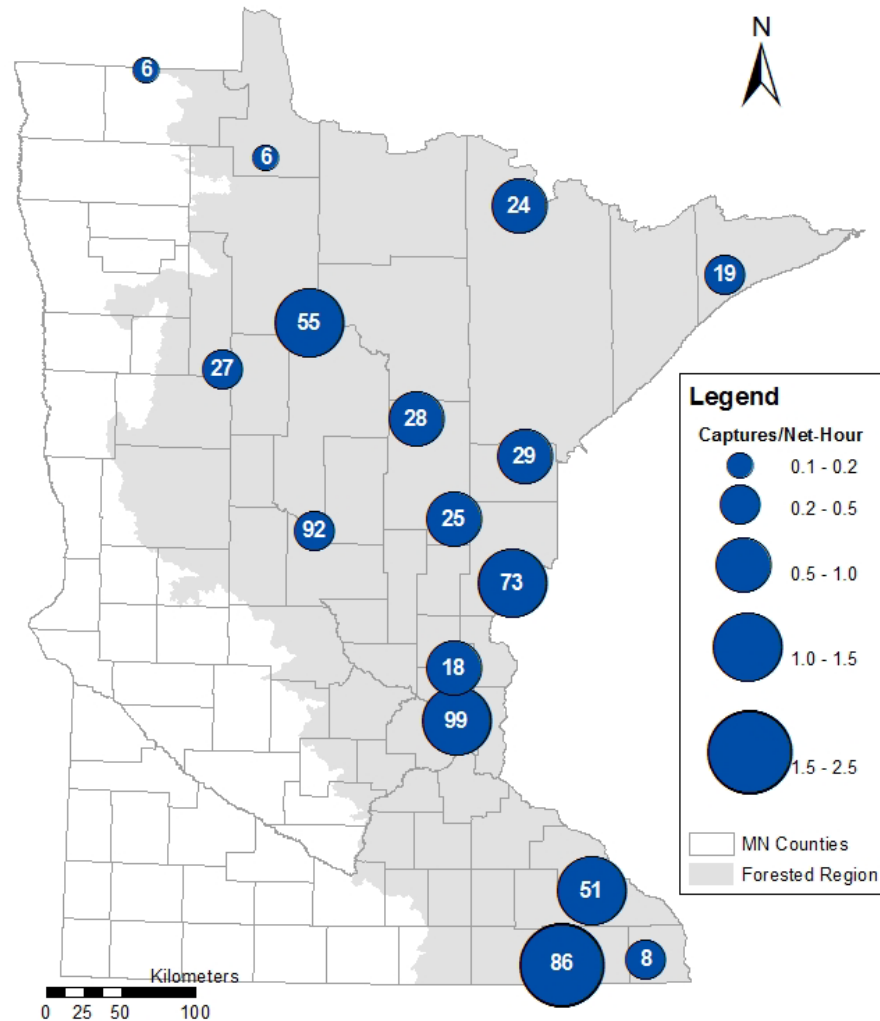 N
6
6
24
19
55
27
28
29
25
92
73
18
99
51
86
8
Legend
Captures/Net-Hour
0.1 - 0.2
0.2 - 0.5
0.5 - 1.0
1.0 - 1.5
1.5 - 2.5
MN Counties
Forested Region
Kilometers
0 25 50 100